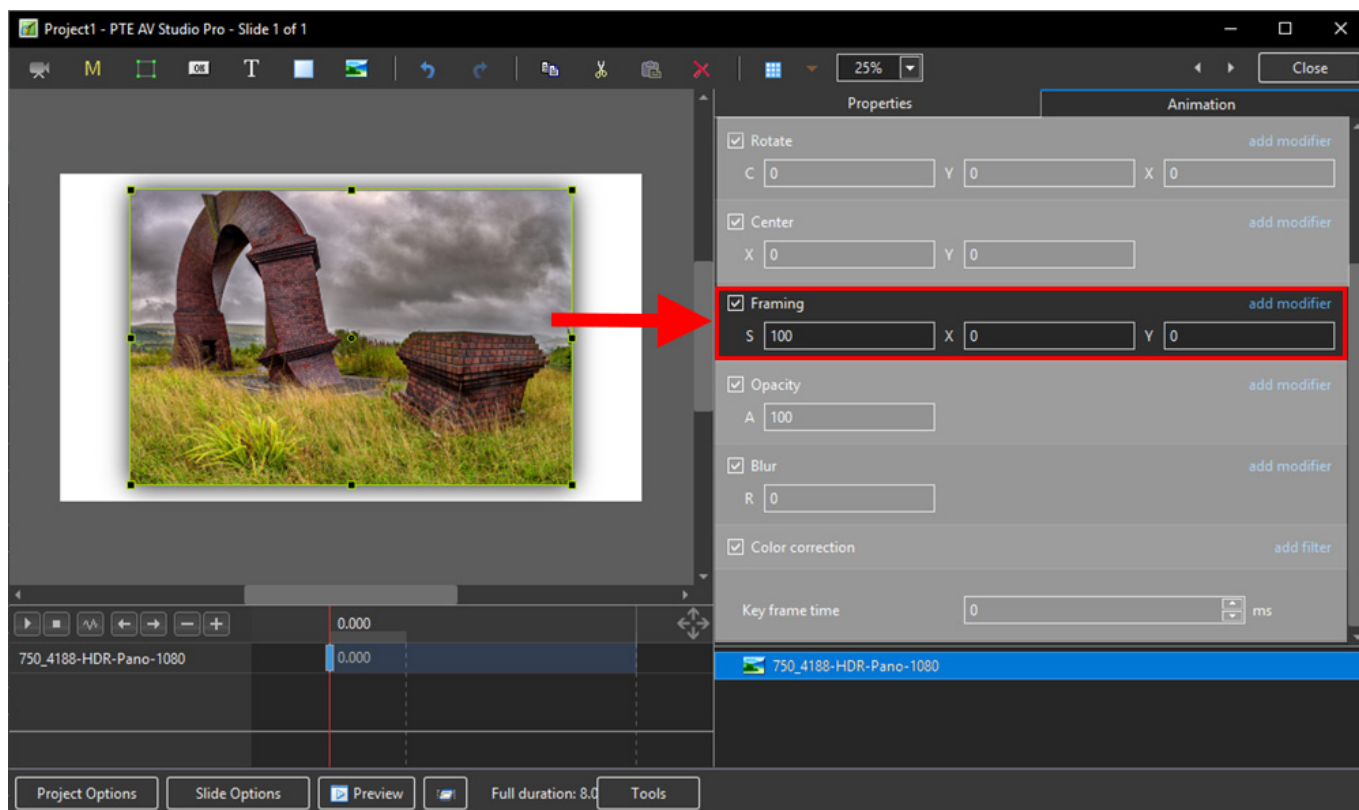 Project1 - PTE AV Studio Pro - Slide 1 of 1
M OK T 25% Close
Properties Animation
Rotate add modifier
C 0 Y 0 X 0
Center add modifier
X 0 Y 0
Framing add modifier
S 100 X 0 Y 0
Opacity add modifier
A 100
Blur add modifier
R 0
Color correction add filter
Key frame time 0 ms
0.000
750_4188-HDR-Pano-1080 0.000
750_4188-HDR-Pano-1080
Project Options Slide Options Preview Full duration: 8.0 Tools